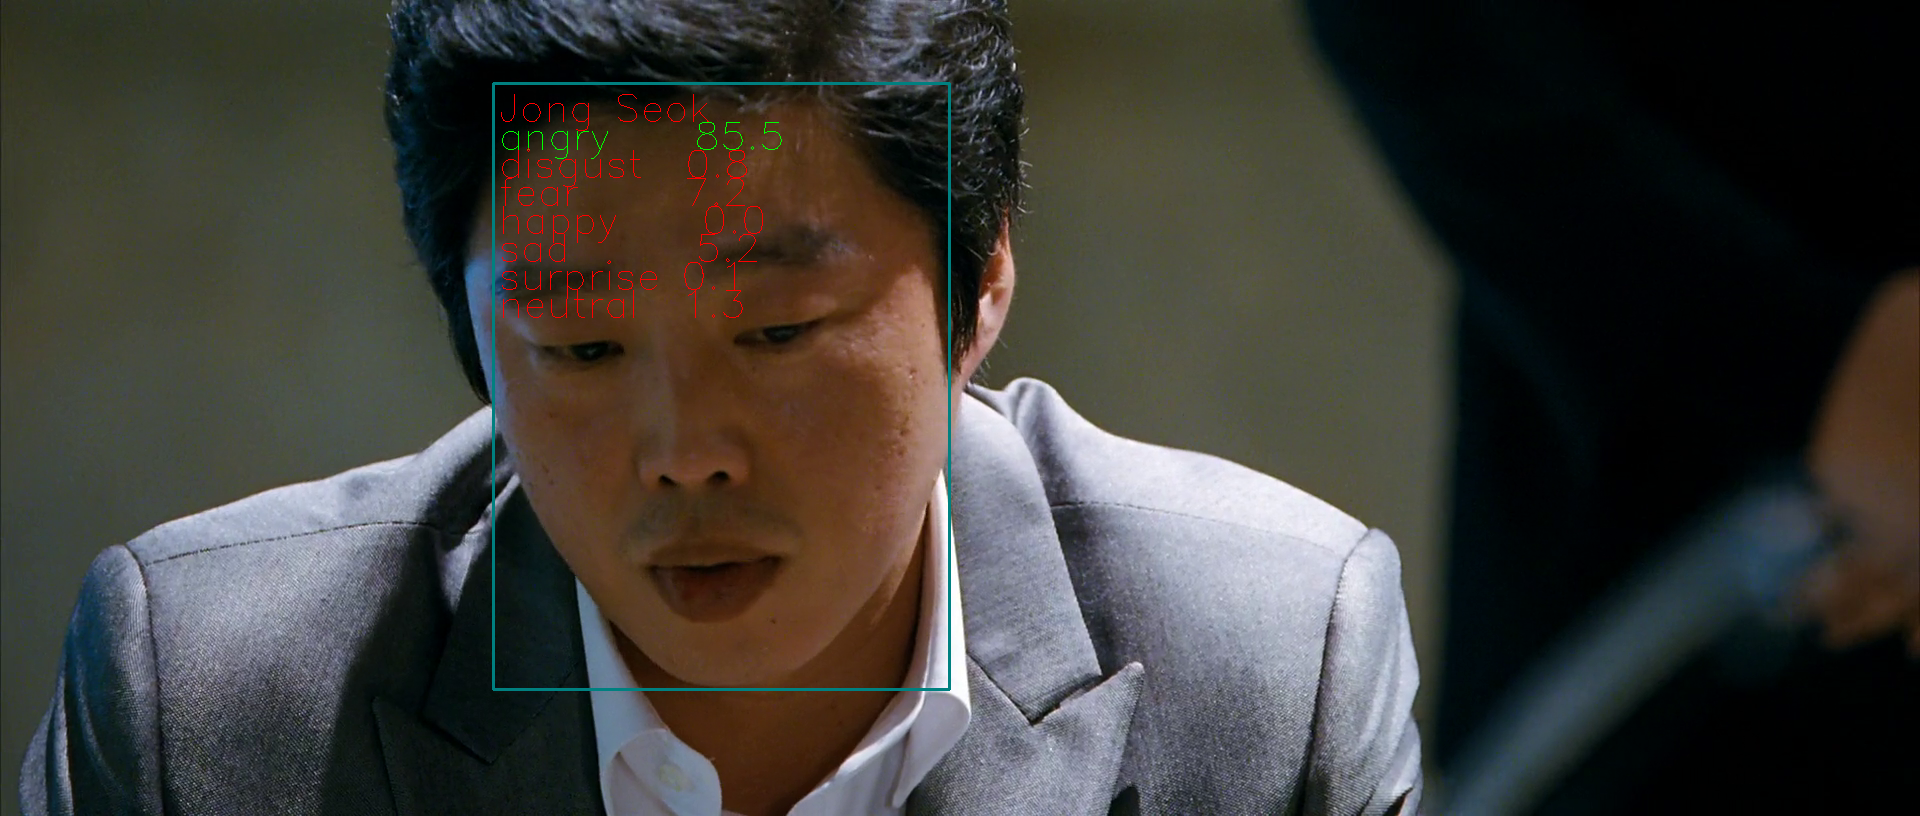 Jong Seok
angry 85.5
disgust 0.8
fear 7.2
happy 0.0
sad 5.2
surprise 0.1
neutral 1.3